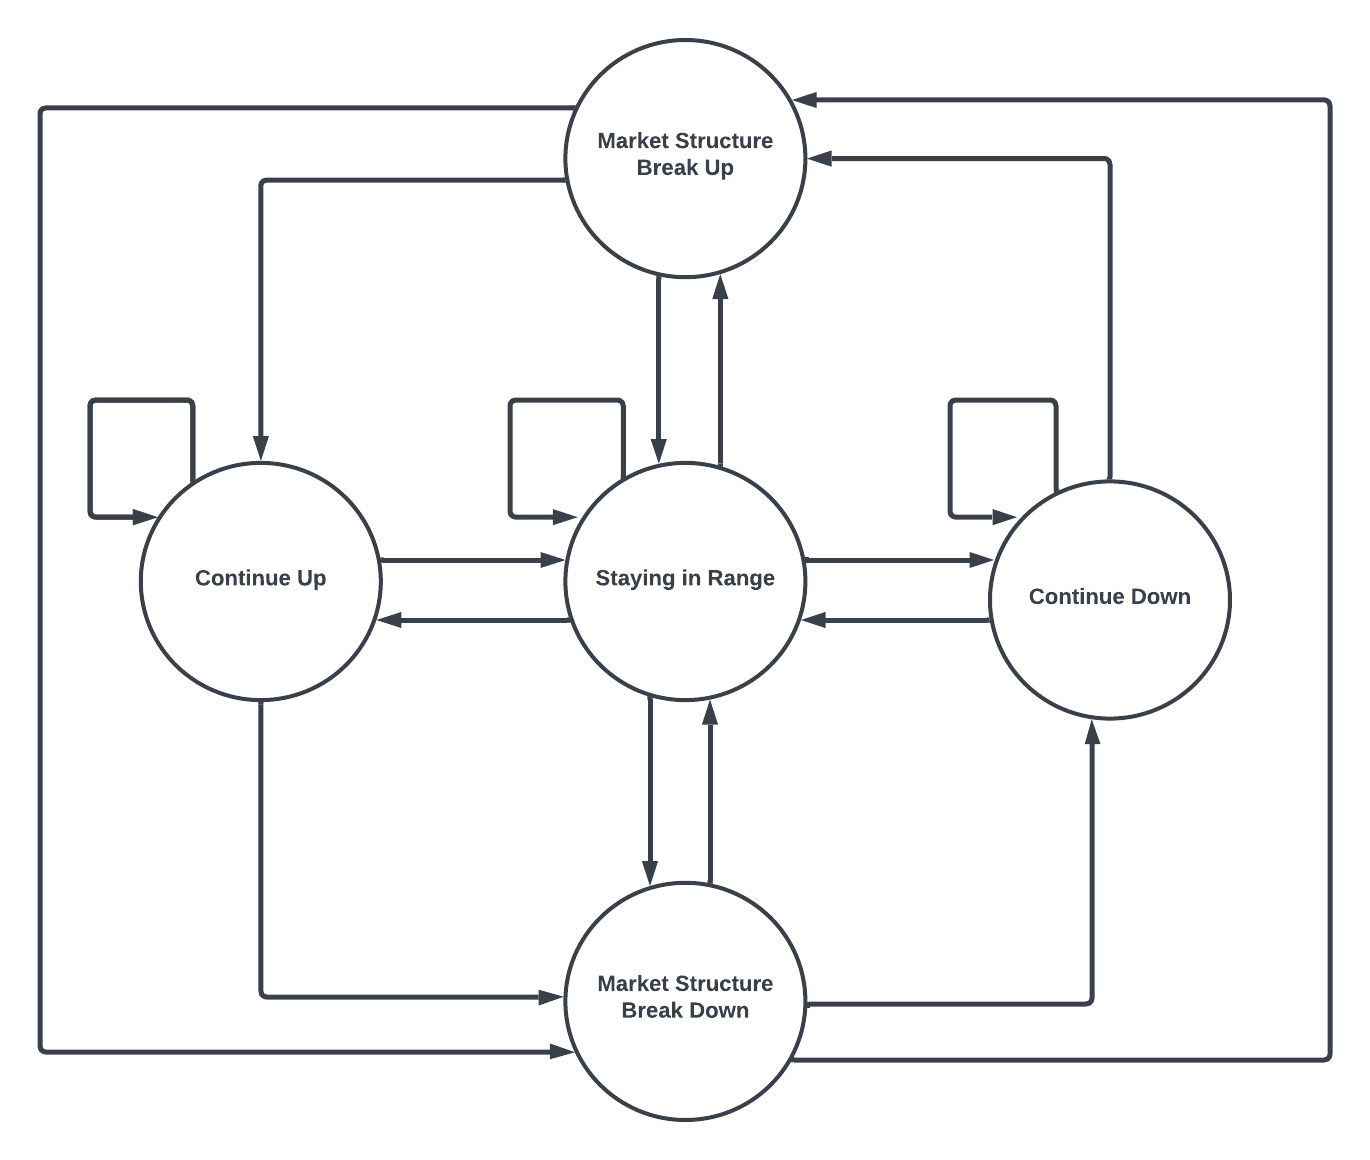 Market Structure
Break Up
Continue Up
Staying in Range
Continue Down
Market Structure
Break Down